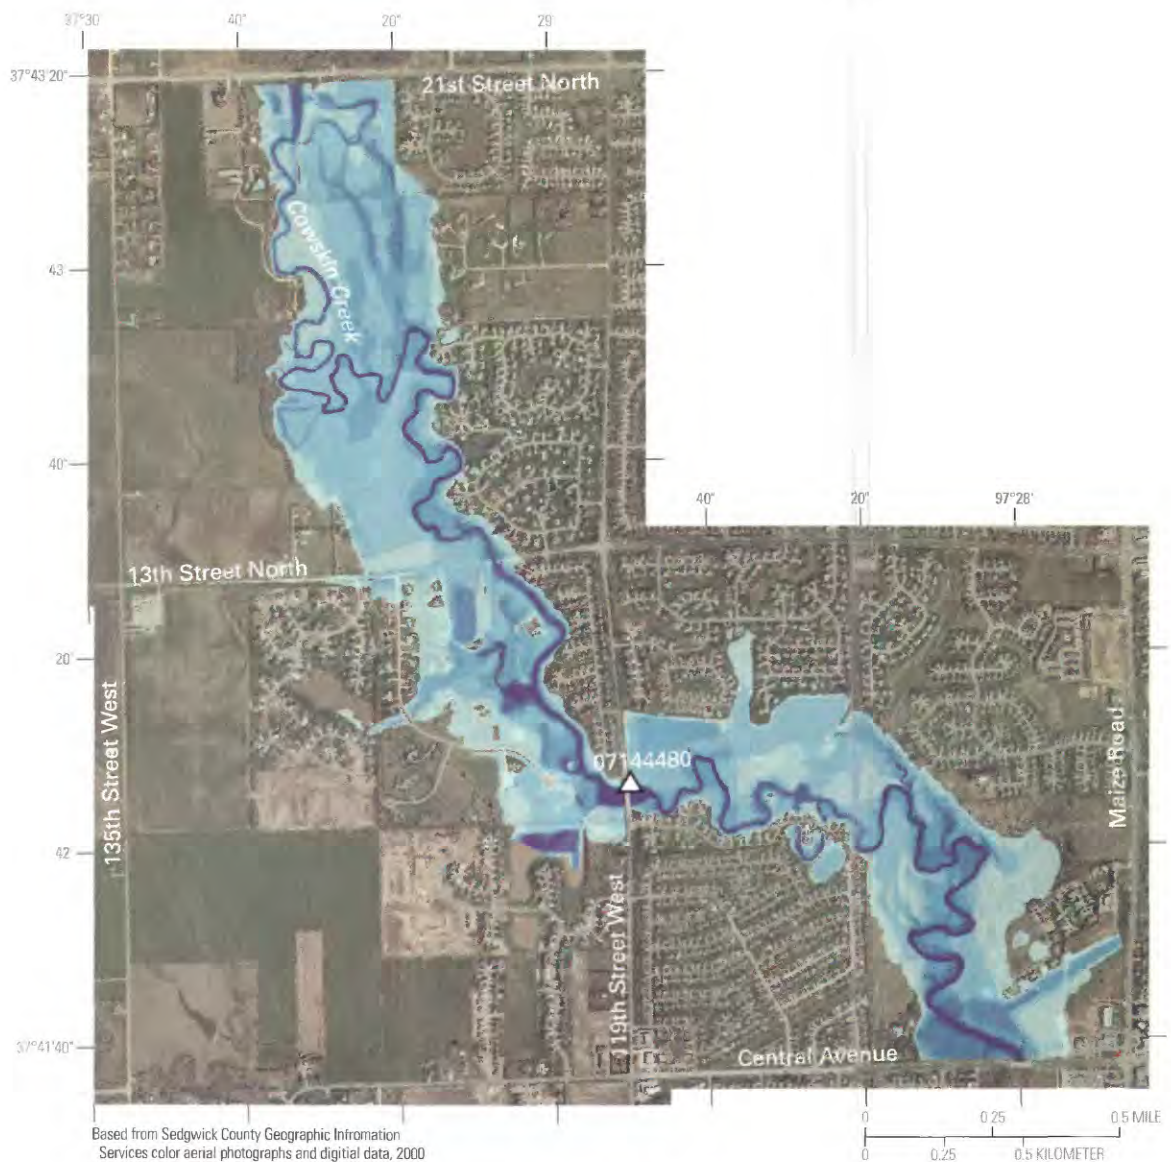 97°30'
40"
20"
29'
37°43'20"
21st Street North
Cowskin Creek
43'
40"
40"
20"
97°28'
13th Street North
20"
135th Street West
07144480
Maize Road
42'
119th Street West
37°41'40"
Central Avenue
Based from Sedgwick County Geographic Infromation
Services color aerial photographs and digitial data, 2000
0 0.25 0.5 MILE
0 0.25 0.5 KILOMETER